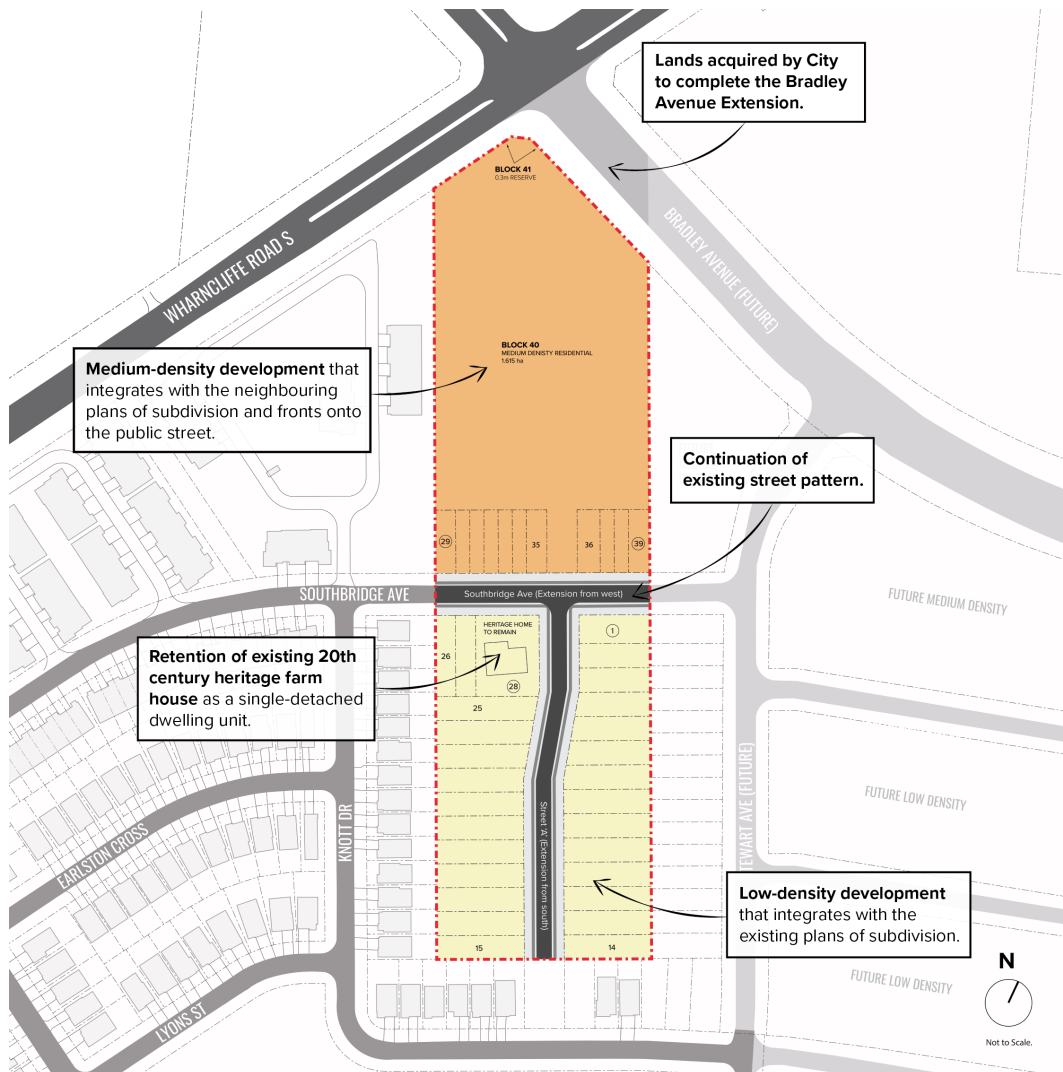 Lands acquired by City
to complete the Bradley
Avenue Extension.
BLOCK 41
0.3m RESERVE
WHARNCLIFFE ROAD S
BRADLEY AVENUE (FUTURE)
BLOCK 40
MEDIUM DENISTY RESIDENTIAL
1.615 ha
Medium-density development that
integrates with the neighbouring
plans of subdivision and fronts onto
the public street.
Continuation of
existing street pattern.
29
35
36
39
SOUTHBRIDGE AVE
Southbridge Ave (Extension from west)
FUTURE MEDIUM DENSITY
HERITAGE HOME
TO REMAIN
1
Retention of existing 20th
century heritage farm
house as a single-detached
dwelling unit.
26
28
25
KNOTT DR
EARLSTON CROSS
Street 'A' (Extension from south)
TEWART AVE (FUTURE)
FUTURE LOW DENSITY
Low-density development
that integrates with the
existing plans of subdivision.
15
14
FUTURE LOW DENSITY
LYONS ST
N
Not to Scale.